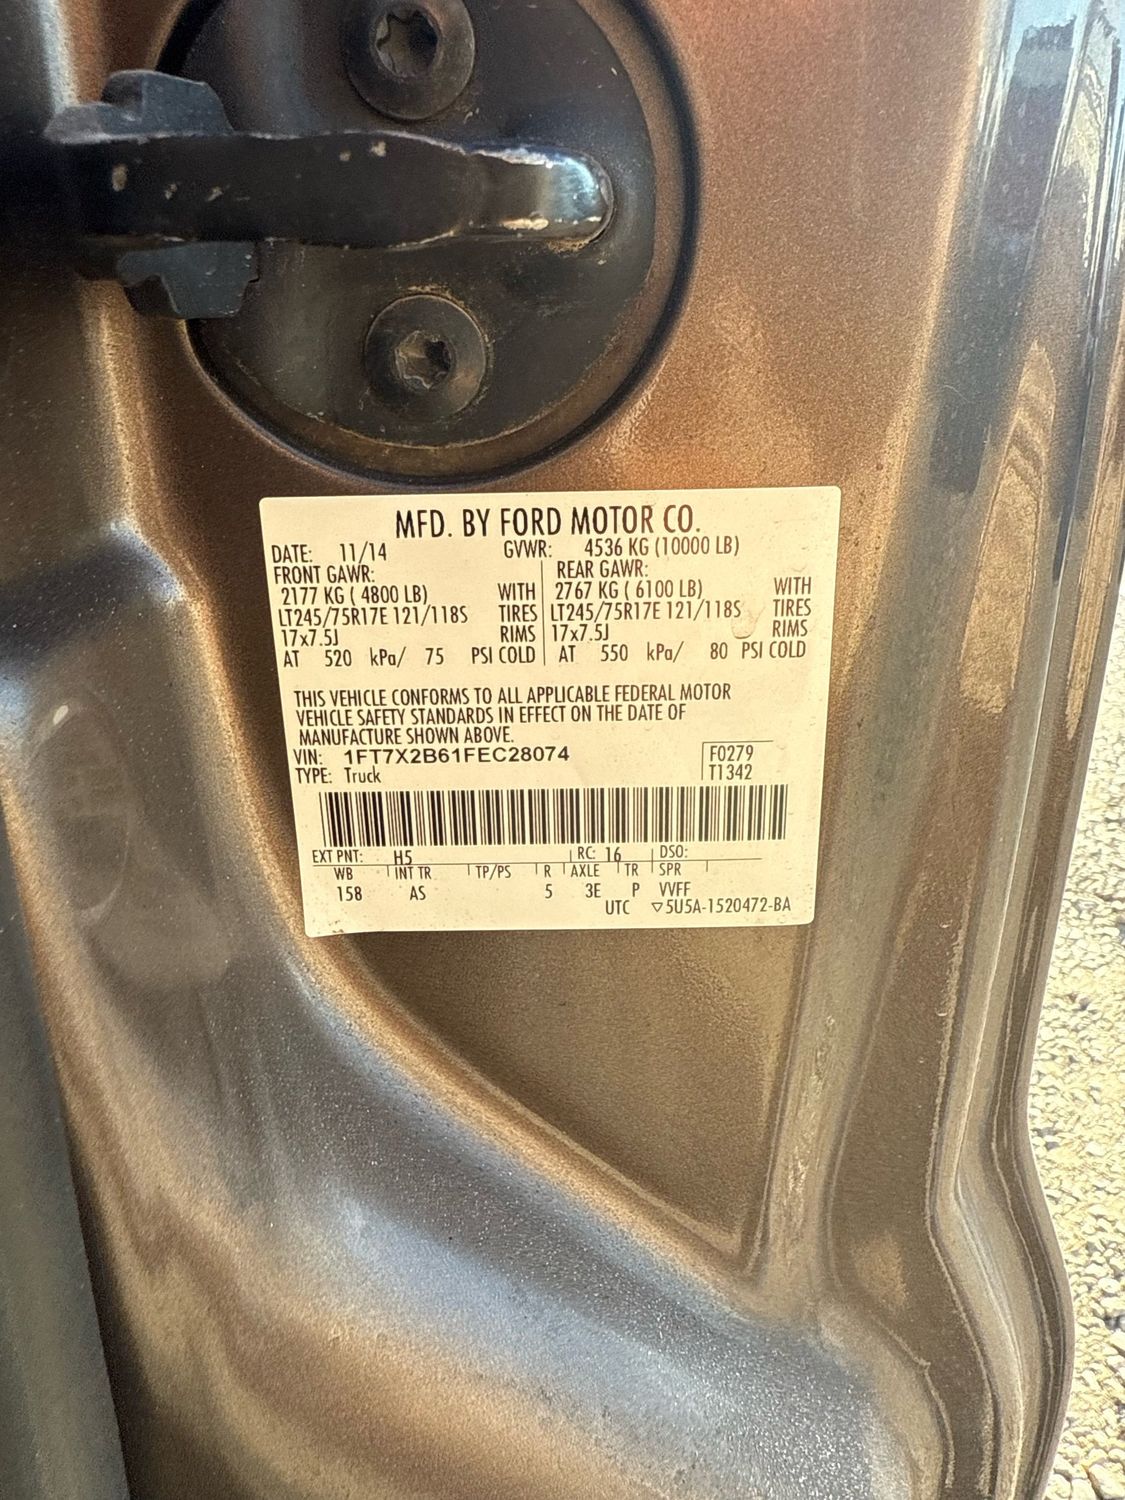 MFD. BY FORD MOTOR CO.
DATE: 11/14 GVWR: 4536 KG (10000 LB)
FRONT GAWR: REAR GAWR:
2177 KG ( 4800 LB) WITH 2767 KG ( 6100 LB) WITH
LT245/75R17E 121/118S TIRES LT245/75R17E 121/118S TIRES
17x7.5J RIMS 17x7.5J RIMS
AT 520 kPa/ 75 PSI COLD AT 550 kPa/ 80 PSI COLD
THIS VEHICLE CONFORMS TO ALL APPLICABLE FEDERAL MOTOR
VEHICLE SAFETY STANDARDS IN EFFECT ON THE DATE OF
MANUFACTURE SHOWN ABOVE.
VIN: 1FT7X2B61FEC28074 F0279
TYPE: Truck T1342
EXT PNT: H5 RC: 16 DSO:
WB INT TR TP/PS R AXLE TR SPR
158 AS 5 3E P VVFF
UTC ▽5U5A-1520472-BA